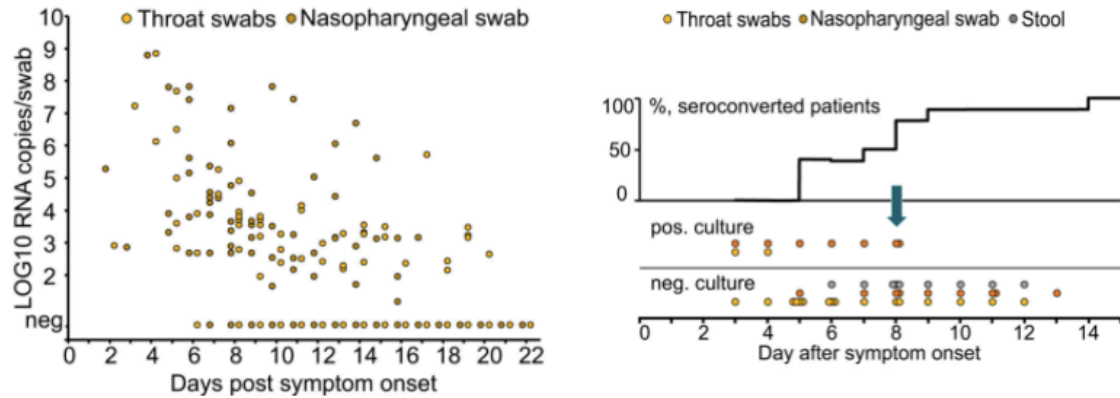 Throat swabs Nasopharyngeal swab
LOG10 RNA copies/swab
10
9
8
7
6
5
4
3
2
neg
0 2 4 6 8 10 12 14 16 18 20 22
Days post symptom onset
Throat swabs Nasopharyngeal swab Stool
%, seroconverted patients
100
50
0
pos. culture
neg. culture
0 2 4 6 8 10 12 14
Day after symptom onset